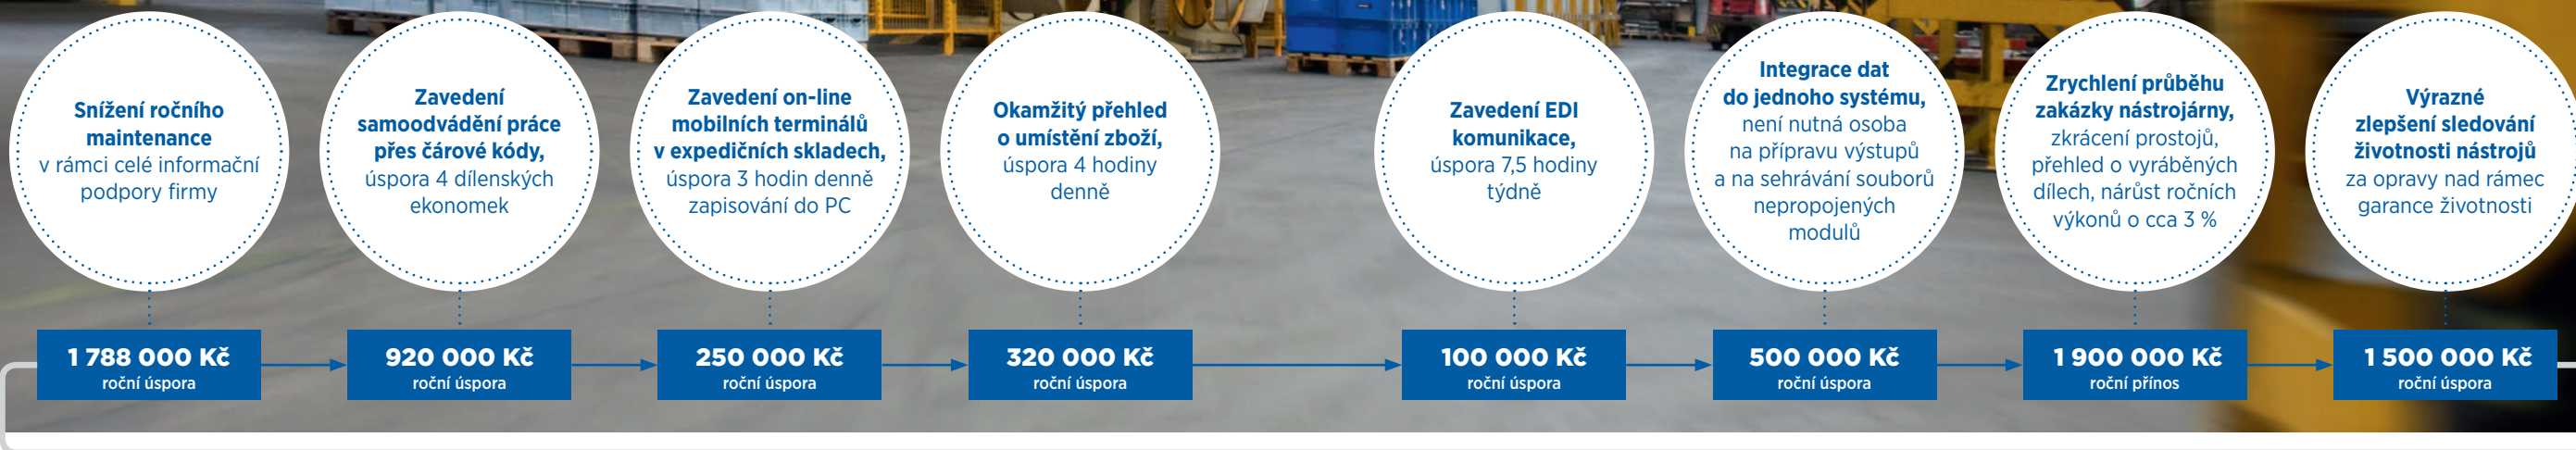 Snížení ročního
maintenance
v rámci celé informační
podpory firmy
1 788 000 Kč
roční úspora
Zavedení
samoodvádění práce
přes čárové kódy,
úspora 4 dílenských
ekonomek
920 000 Kč
roční úspora
Zavedení on-line
mobilních terminálů
v expedičních skladech,
úspora 3 hodin denně
zapisování do PC
250 000 Kč
roční úspora
Okamžitý přehled
o umístění zboží,
úspora 4 hodiny
denně
320 000 Kč
roční úspora
Zavedení EDI
komunikace,
úspora 7,5 hodiny
týdně
100 000 Kč
roční úspora
Integrace dat
do jednoho systému,
není nutná osoba
na přípravu výstupů
a na sehrávání souborů
nepropojených
modulů
500 000 Kč
roční úspora
Zrychlení průběhu
zakázky nástrojárny,
zkrácení prostojů,
přehled o vyráběných
dílech, nárůst ročních
výkonů o cca 3 %
1 900 000 Kč
roční přínos
Výrazné
zlepšení sledování
životnosti nástrojů
za opravy nad rámec
garance životnosti
1 500 000 Kč
roční úspora